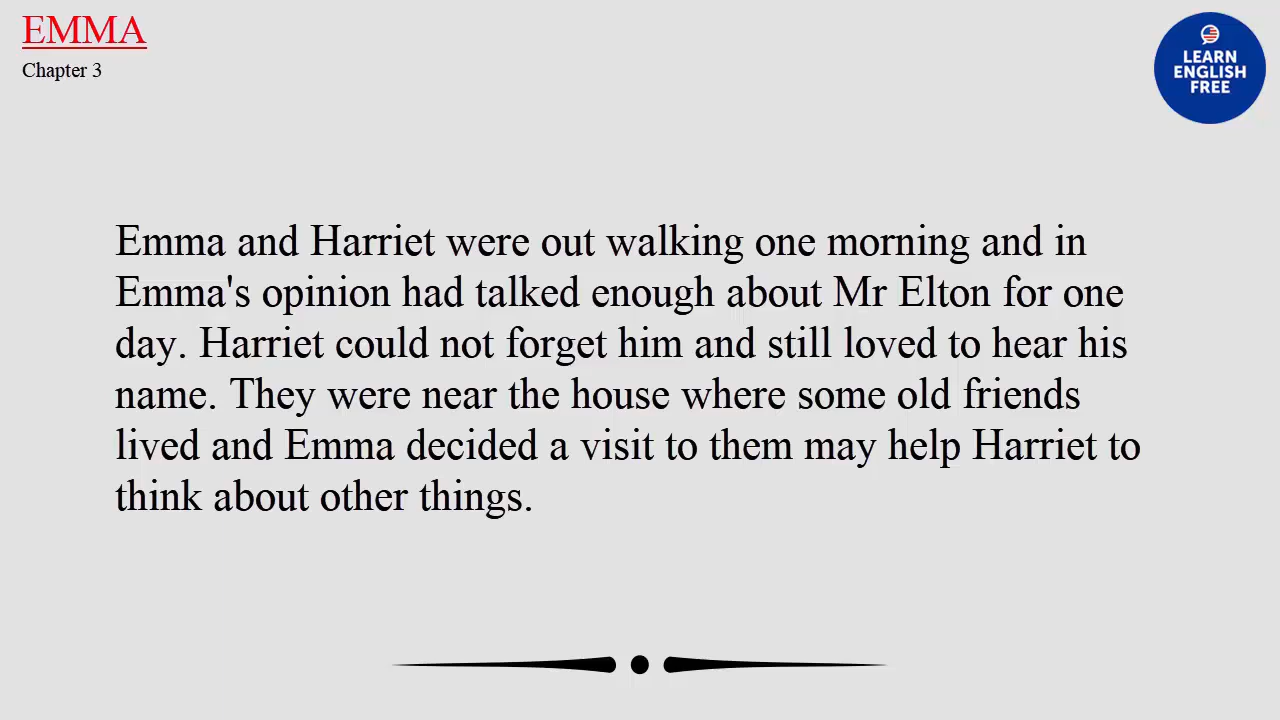 EMMA
Chapter 3
LEARN
ENGLISH
FREE
Emma and Harriet were out walking one morning and in
Emma's opinion had talked enough about Mr Elton for one
day. Harriet could not forget him and still loved to hear his
name. They were near the house where some old friends
lived and Emma decided a visit to them may help Harriet to
think about other things.